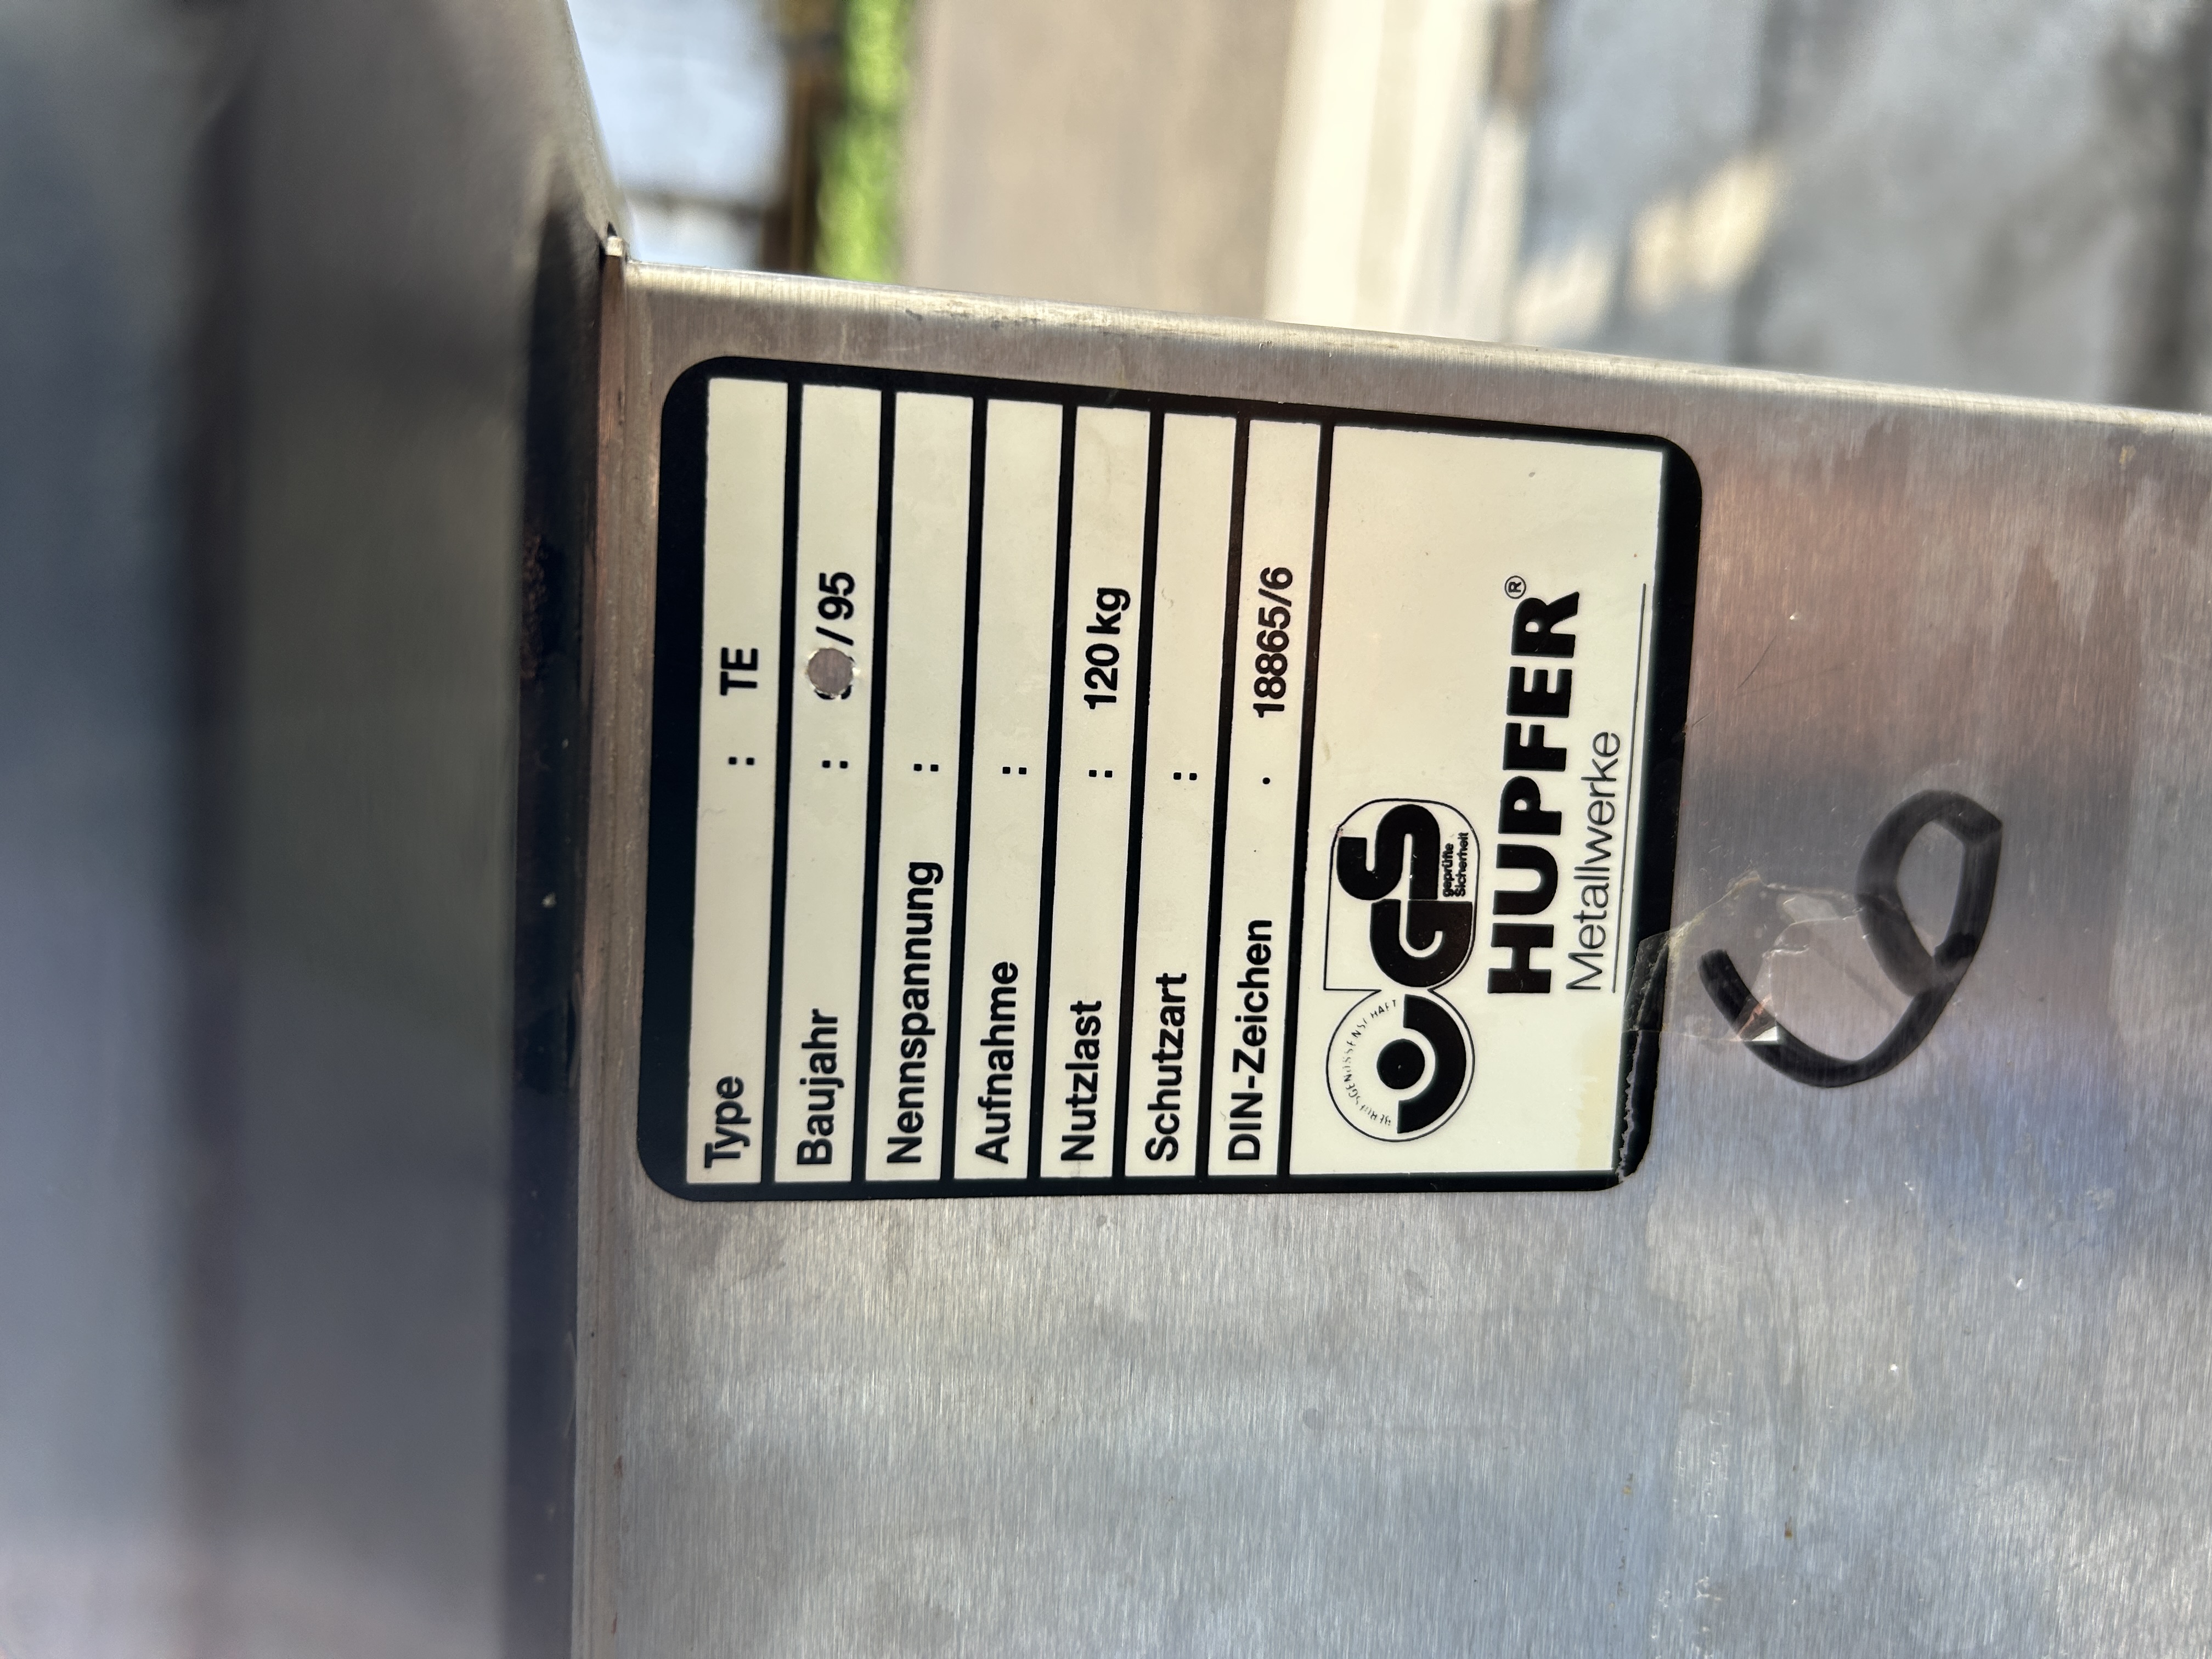 Type : TE
Baujahr : /95
Nennspannung :
Aufnahme :
Nutzlast : 120 kg
Schutzart :
DIN-Zeichen . 18865/6
BERUFSGENOSSENSCHAFT
GS
geprüfte
Sicherheit
HUPFER®
Metallwerke